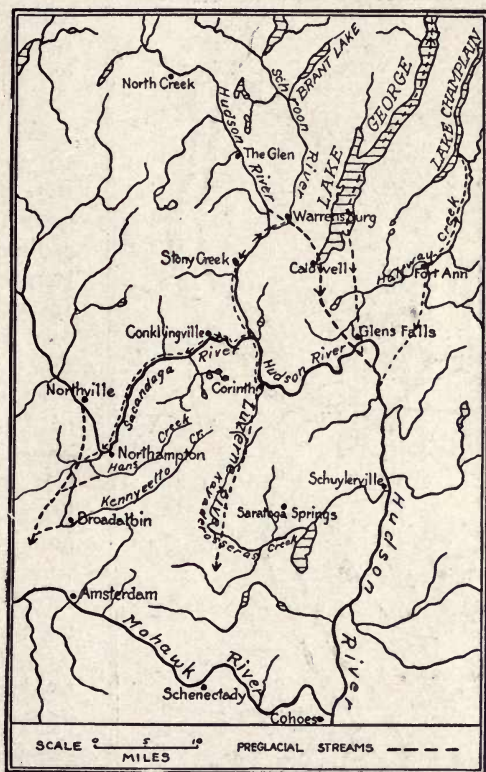 North Creek
Schroon River
BRANT LAKE
LAKE GEORGE
LAKE CHAMPLAIN
Hudson River
The Glen
Warrensburg
Stony Creek
Caldwell
Halfway Creek
Fort Ann
Conklingville
Glens Falls
Sacandaga River
Hudson River
Corinth
Northville
Luzerne River
Northampton
Hans Creek
Kennyeetto Cr.
Schuylerville
Broadalbin
Saratoga Springs
Kayaderosseras Creek
Hudson River
Amsterdam
Mohawk River
Schenectady
Cohoes
SCALE 0 5 10
MILES
PREGLACIAL STREAMS